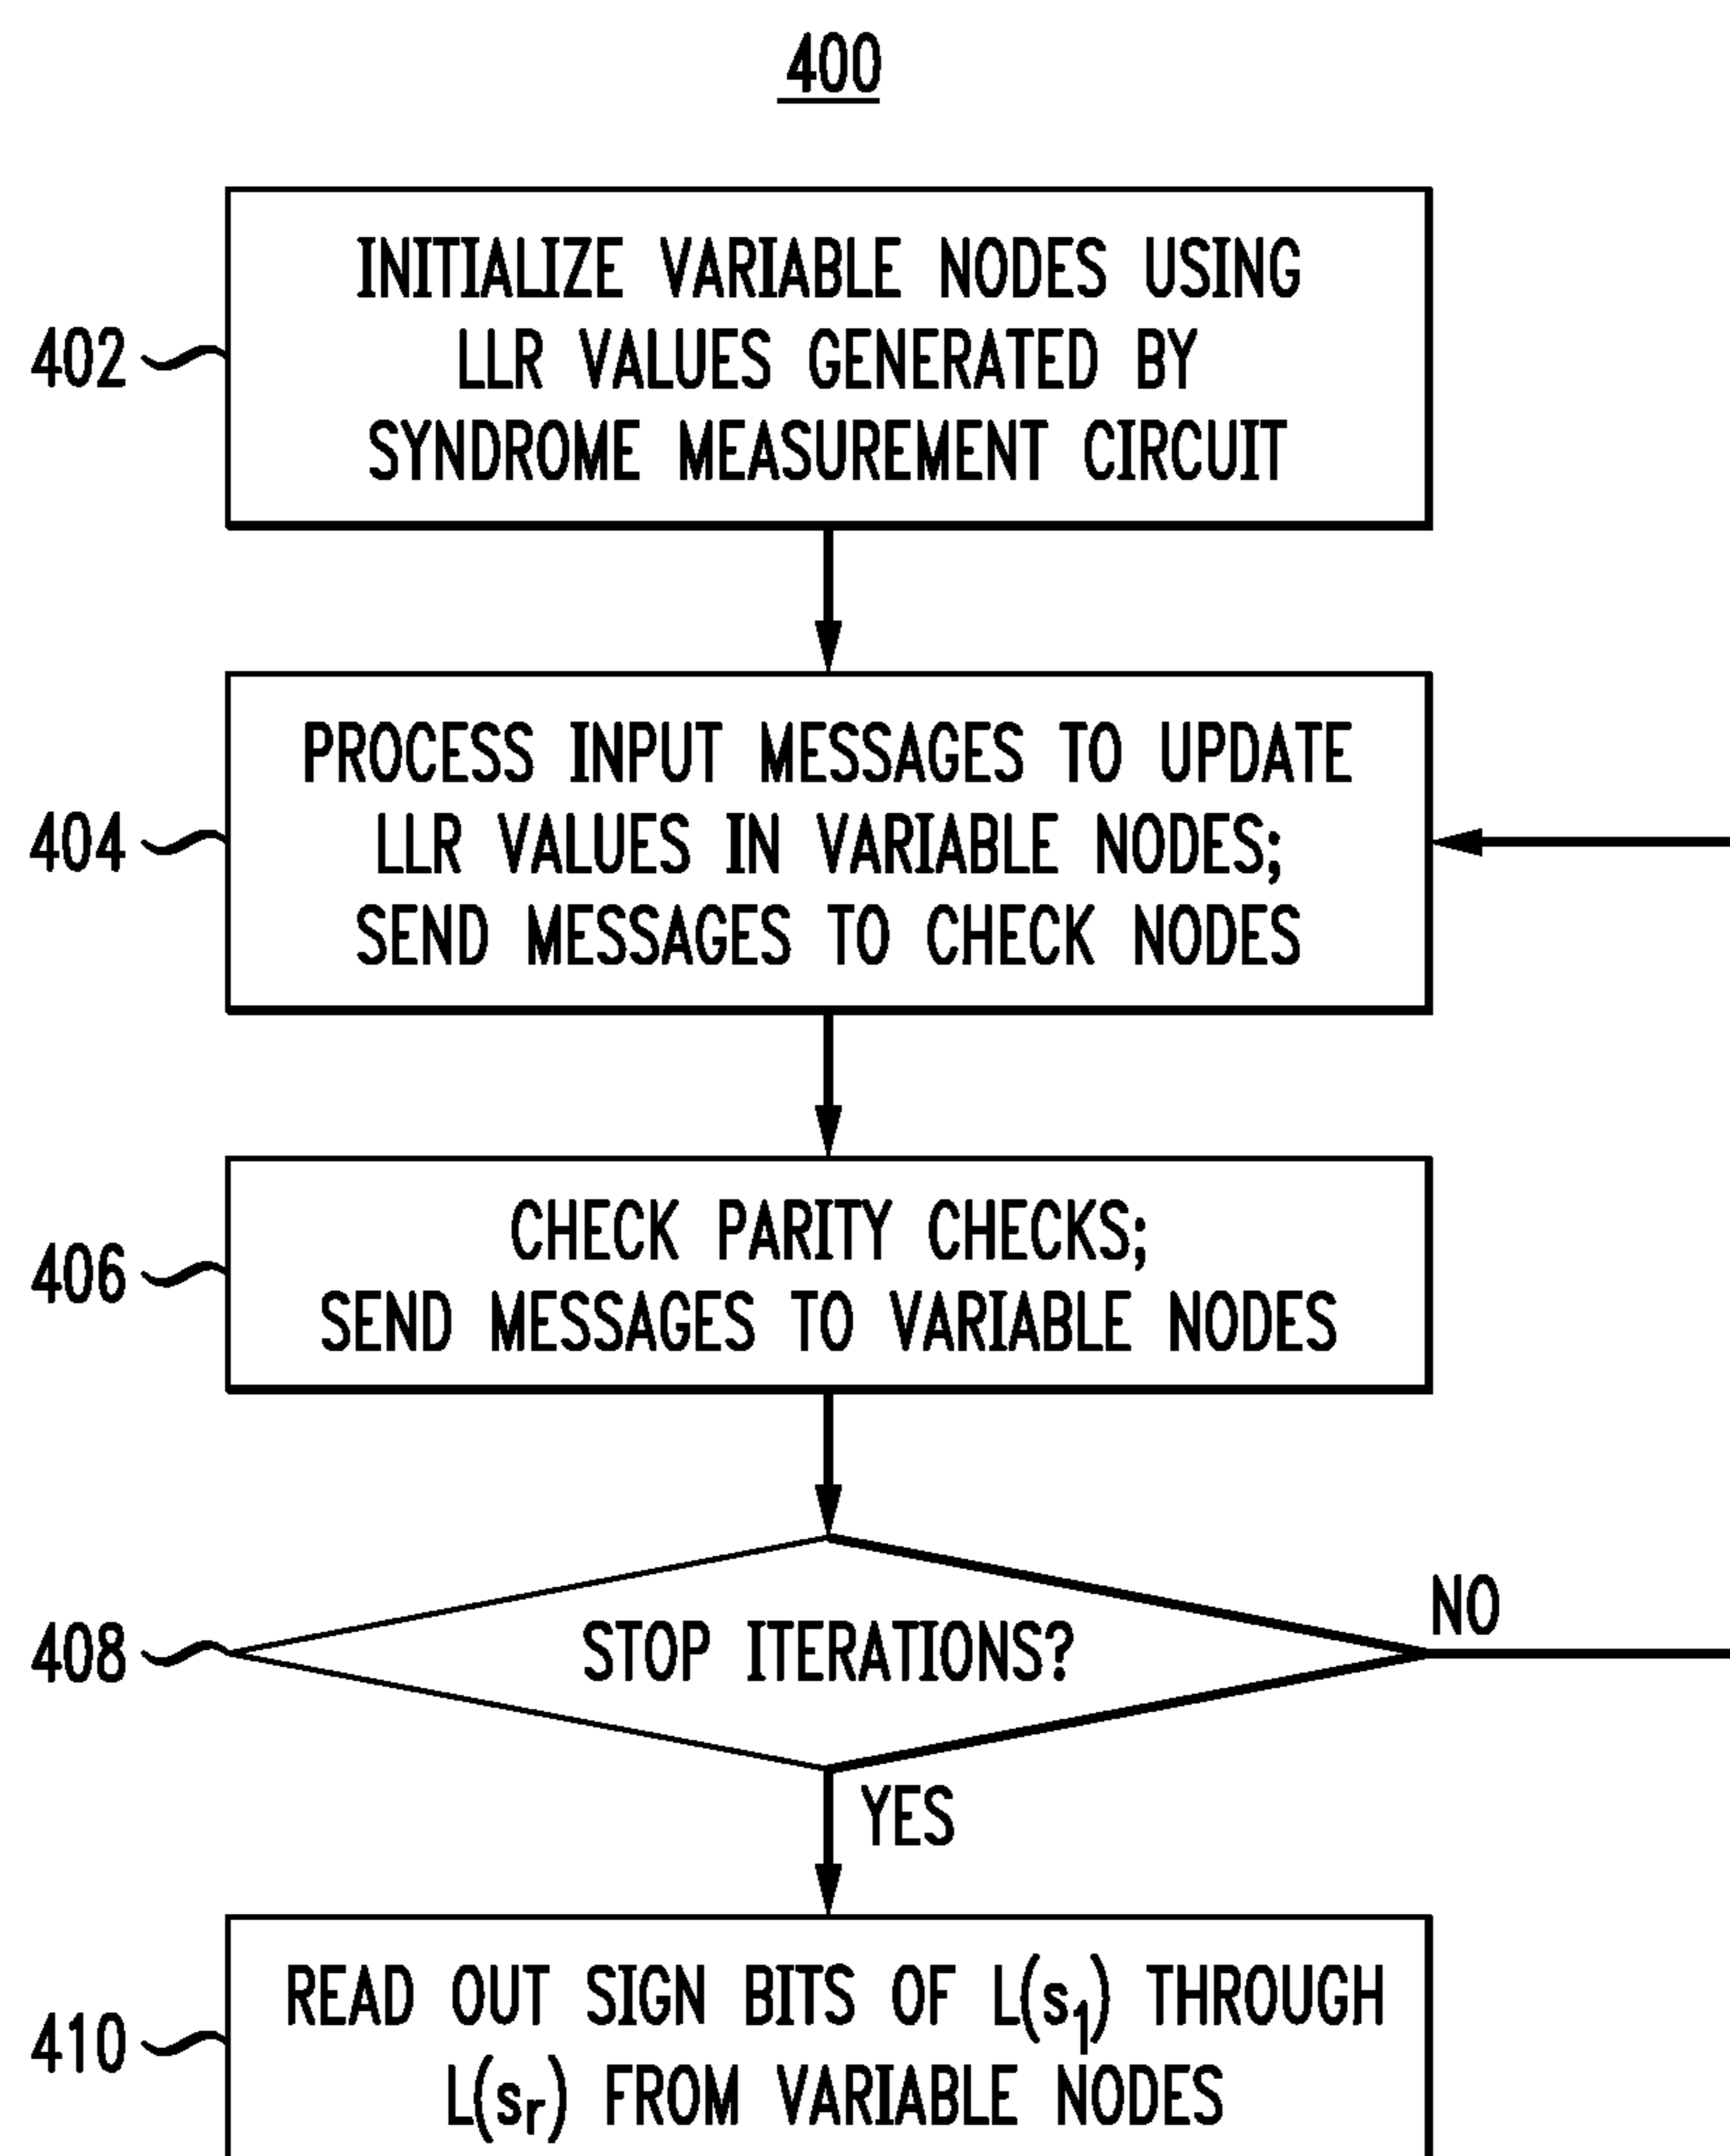 400
402
INITIALIZE VARIABLE NODES USING
LLR VALUES GENERATED BY
SYNDROME MEASUREMENT CIRCUIT
404
PROCESS INPUT MESSAGES TO UPDATE
LLR VALUES IN VARIABLE NODES;
SEND MESSAGES TO CHECK NODES
406
CHECK PARITY CHECKS;
SEND MESSAGES TO VARIABLE NODES
408
STOP ITERATIONS?
NO
YES
410
READ OUT SIGN BITS OF L(s₁) THROUGH
L(sᵣ) FROM VARIABLE NODES